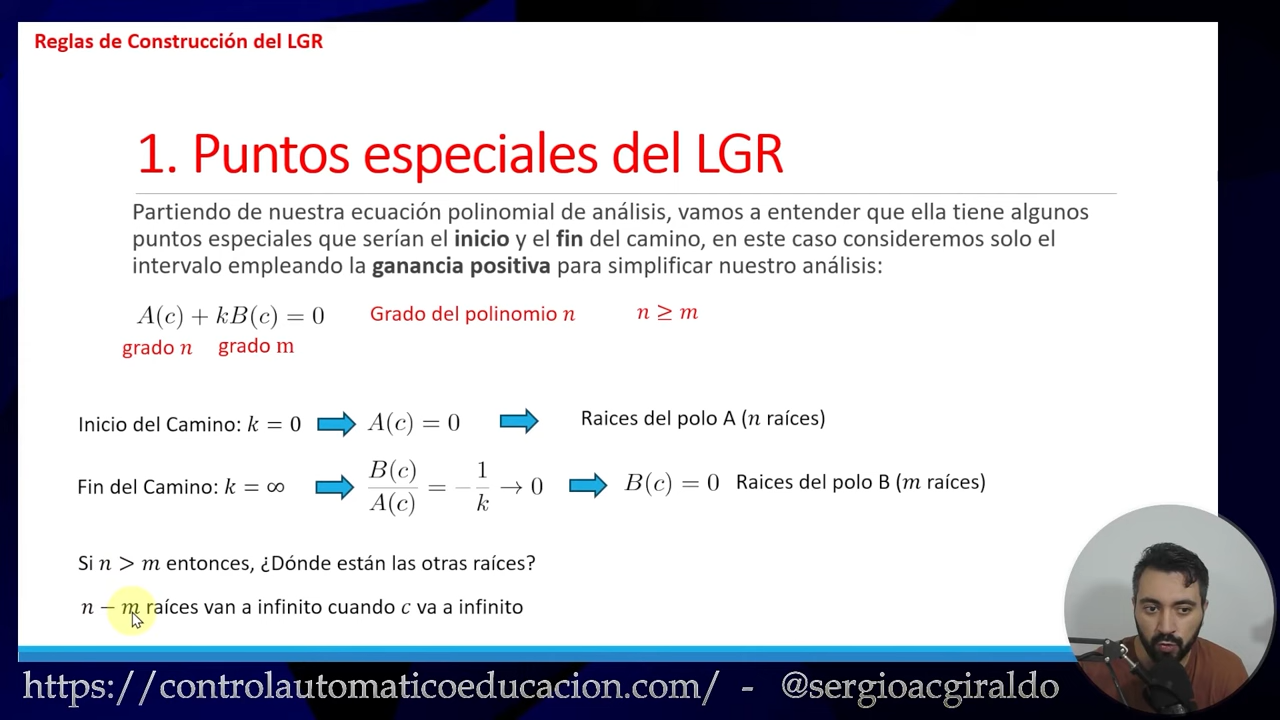 Reglas de Construcción del LGR
1. Puntos especiales del LGR
Partiendo de nuestra ecuación polinomial de análisis, vamos a entender que ella tiene algunos
puntos especiales que serían el inicio y el fin del camino, en este caso consideremos solo el
intervalo empleando la ganancia positiva para simplificar nuestro análisis:
A(c) + kB(c) = 0 Grado del polinomio n n ≥ m
grado n grado m
Inicio del Camino: k = 0 A(c) = 0 Raices del polo A (n raíces)
Fin del Camino: k = ∞ B(c)/A(c) = −1/k → 0 B(c) = 0 Raices del polo B (m raíces)
Si n > m entonces, ¿Dónde están las otras raíces?
n − m raíces van a infinito cuando c va a infinito
https://controlautomaticoeducacion.com/ - @sergioacgiraldo